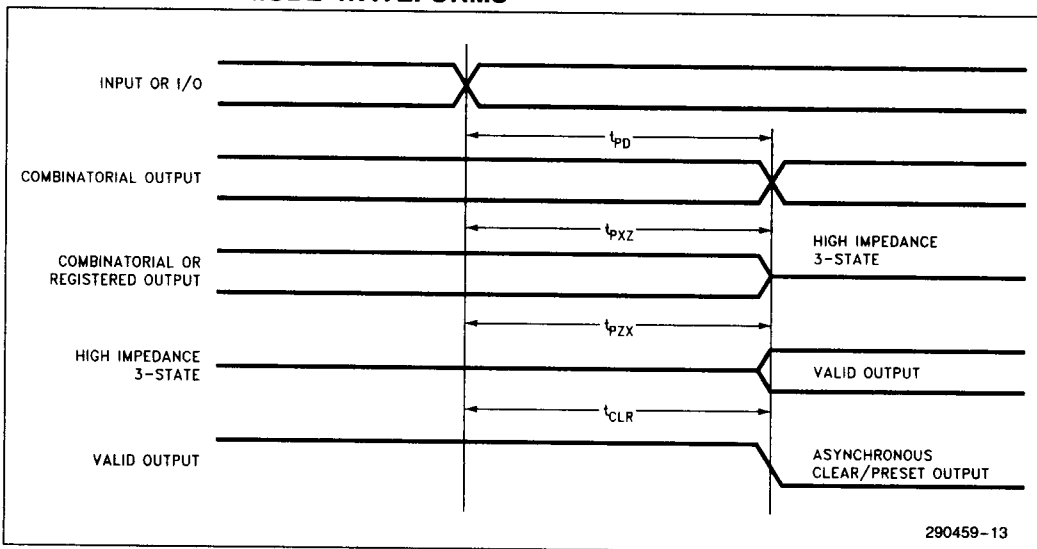 INPUT OR I/O
tPD
COMBINATORIAL OUTPUT
tPXZ
COMBINATORIAL OR
REGISTERED OUTPUT
HIGH IMPEDANCE
3-STATE
tPZX
HIGH IMPEDANCE
3-STATE
VALID OUTPUT
tCLR
VALID OUTPUT
ASYNCHRONOUS
CLEAR/PRESET OUTPUT
290459-13